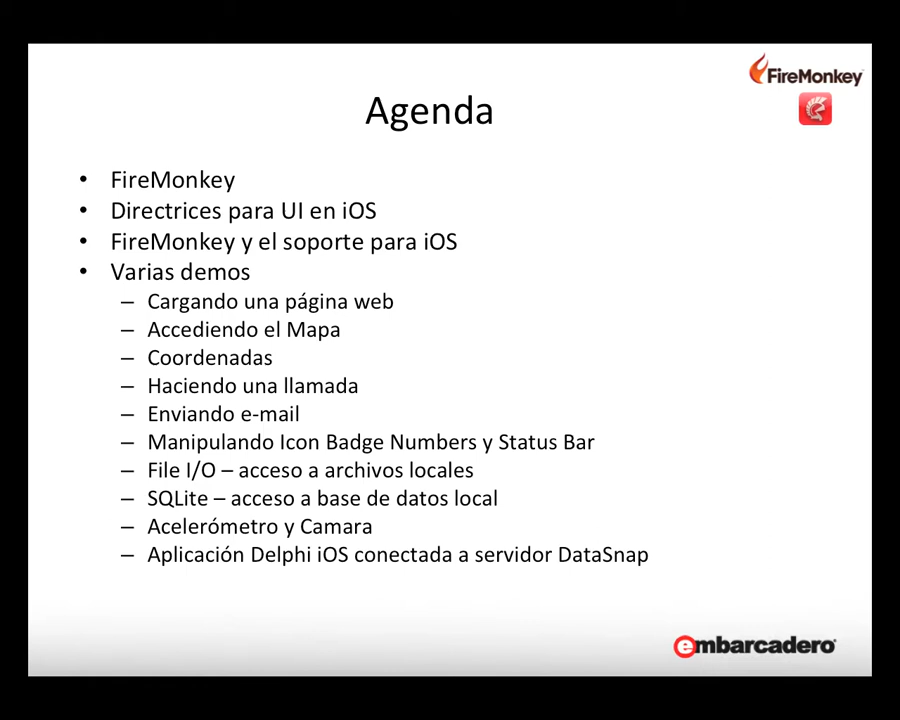 FireMonkey
Agenda
• FireMonkey
• Directrices para UI en iOS
• FireMonkey y el soporte para iOS
• Varias demos
– Cargando una página web
– Accediendo el Mapa
– Coordenadas
– Haciendo una llamada
– Enviando e-mail
– Manipulando Icon Badge Numbers y Status Bar
– File I/O – acceso a archivos locales
– SQLite – acceso a base de datos local
– Acelerómetro y Camara
– Aplicación Delphi iOS conectada a servidor DataSnap
embarcadero